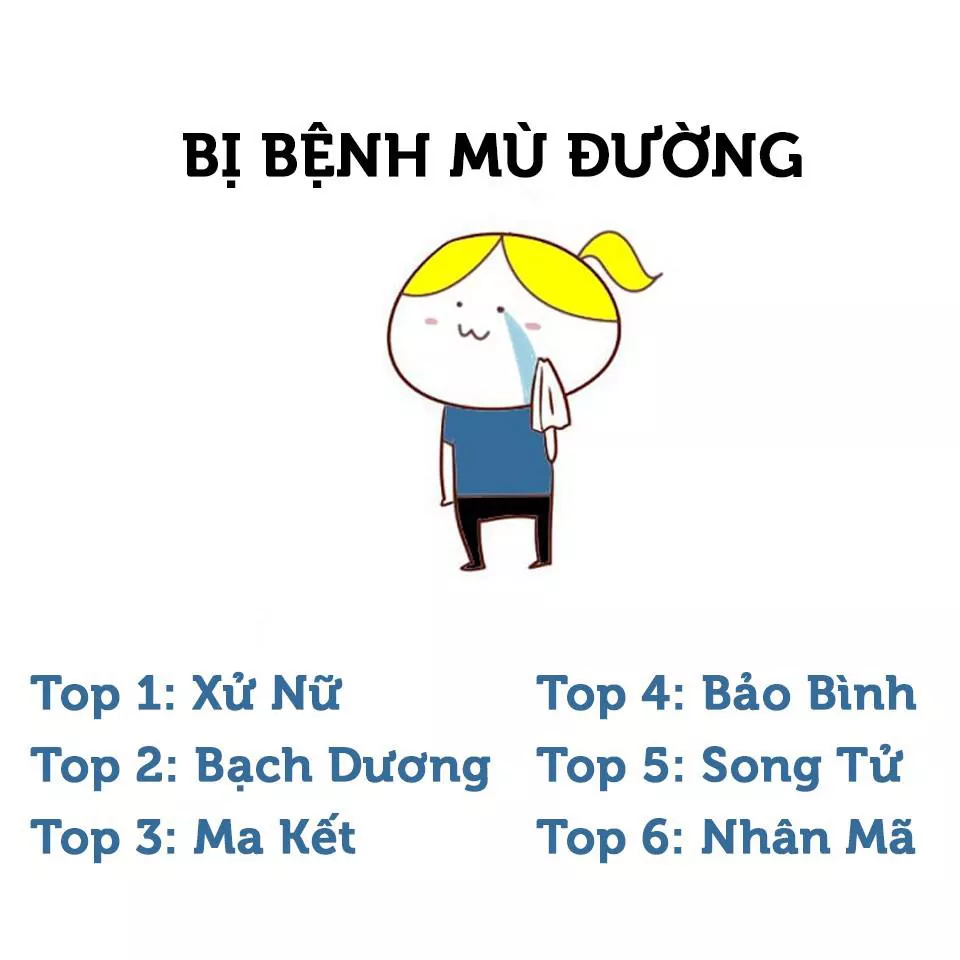 BỊ BỆNH MÙ ĐƯỜNG
Top 1: Xử Nữ
Top 2: Bạch Dương
Top 3: Ma Kết
Top 4: Bảo Bình
Top 5: Song Tử
Top 6: Nhân Mã